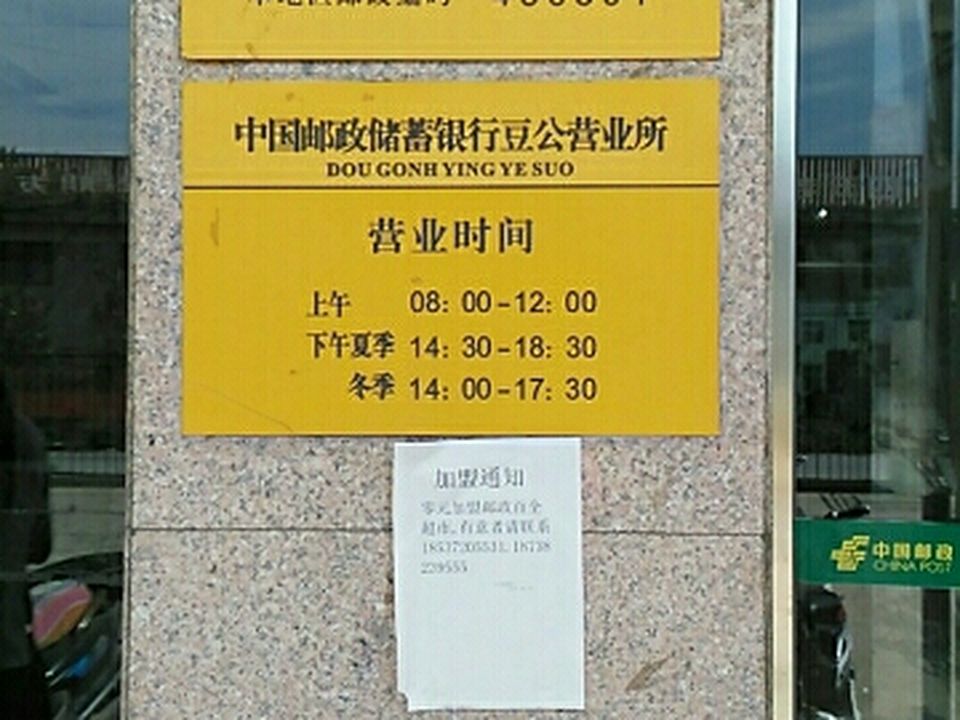 中国邮政储蓄银行豆公营业所
DOU GONH YING YE SUO
营业时间
上午 08: 00-12: 00
下午夏季 14: 30-18: 30
冬季 14: 00-17: 30
加盟通知
零元加盟邮政百全
超市,有意者请联系
18537205531.18738
239555
中国邮政
CHINA POST